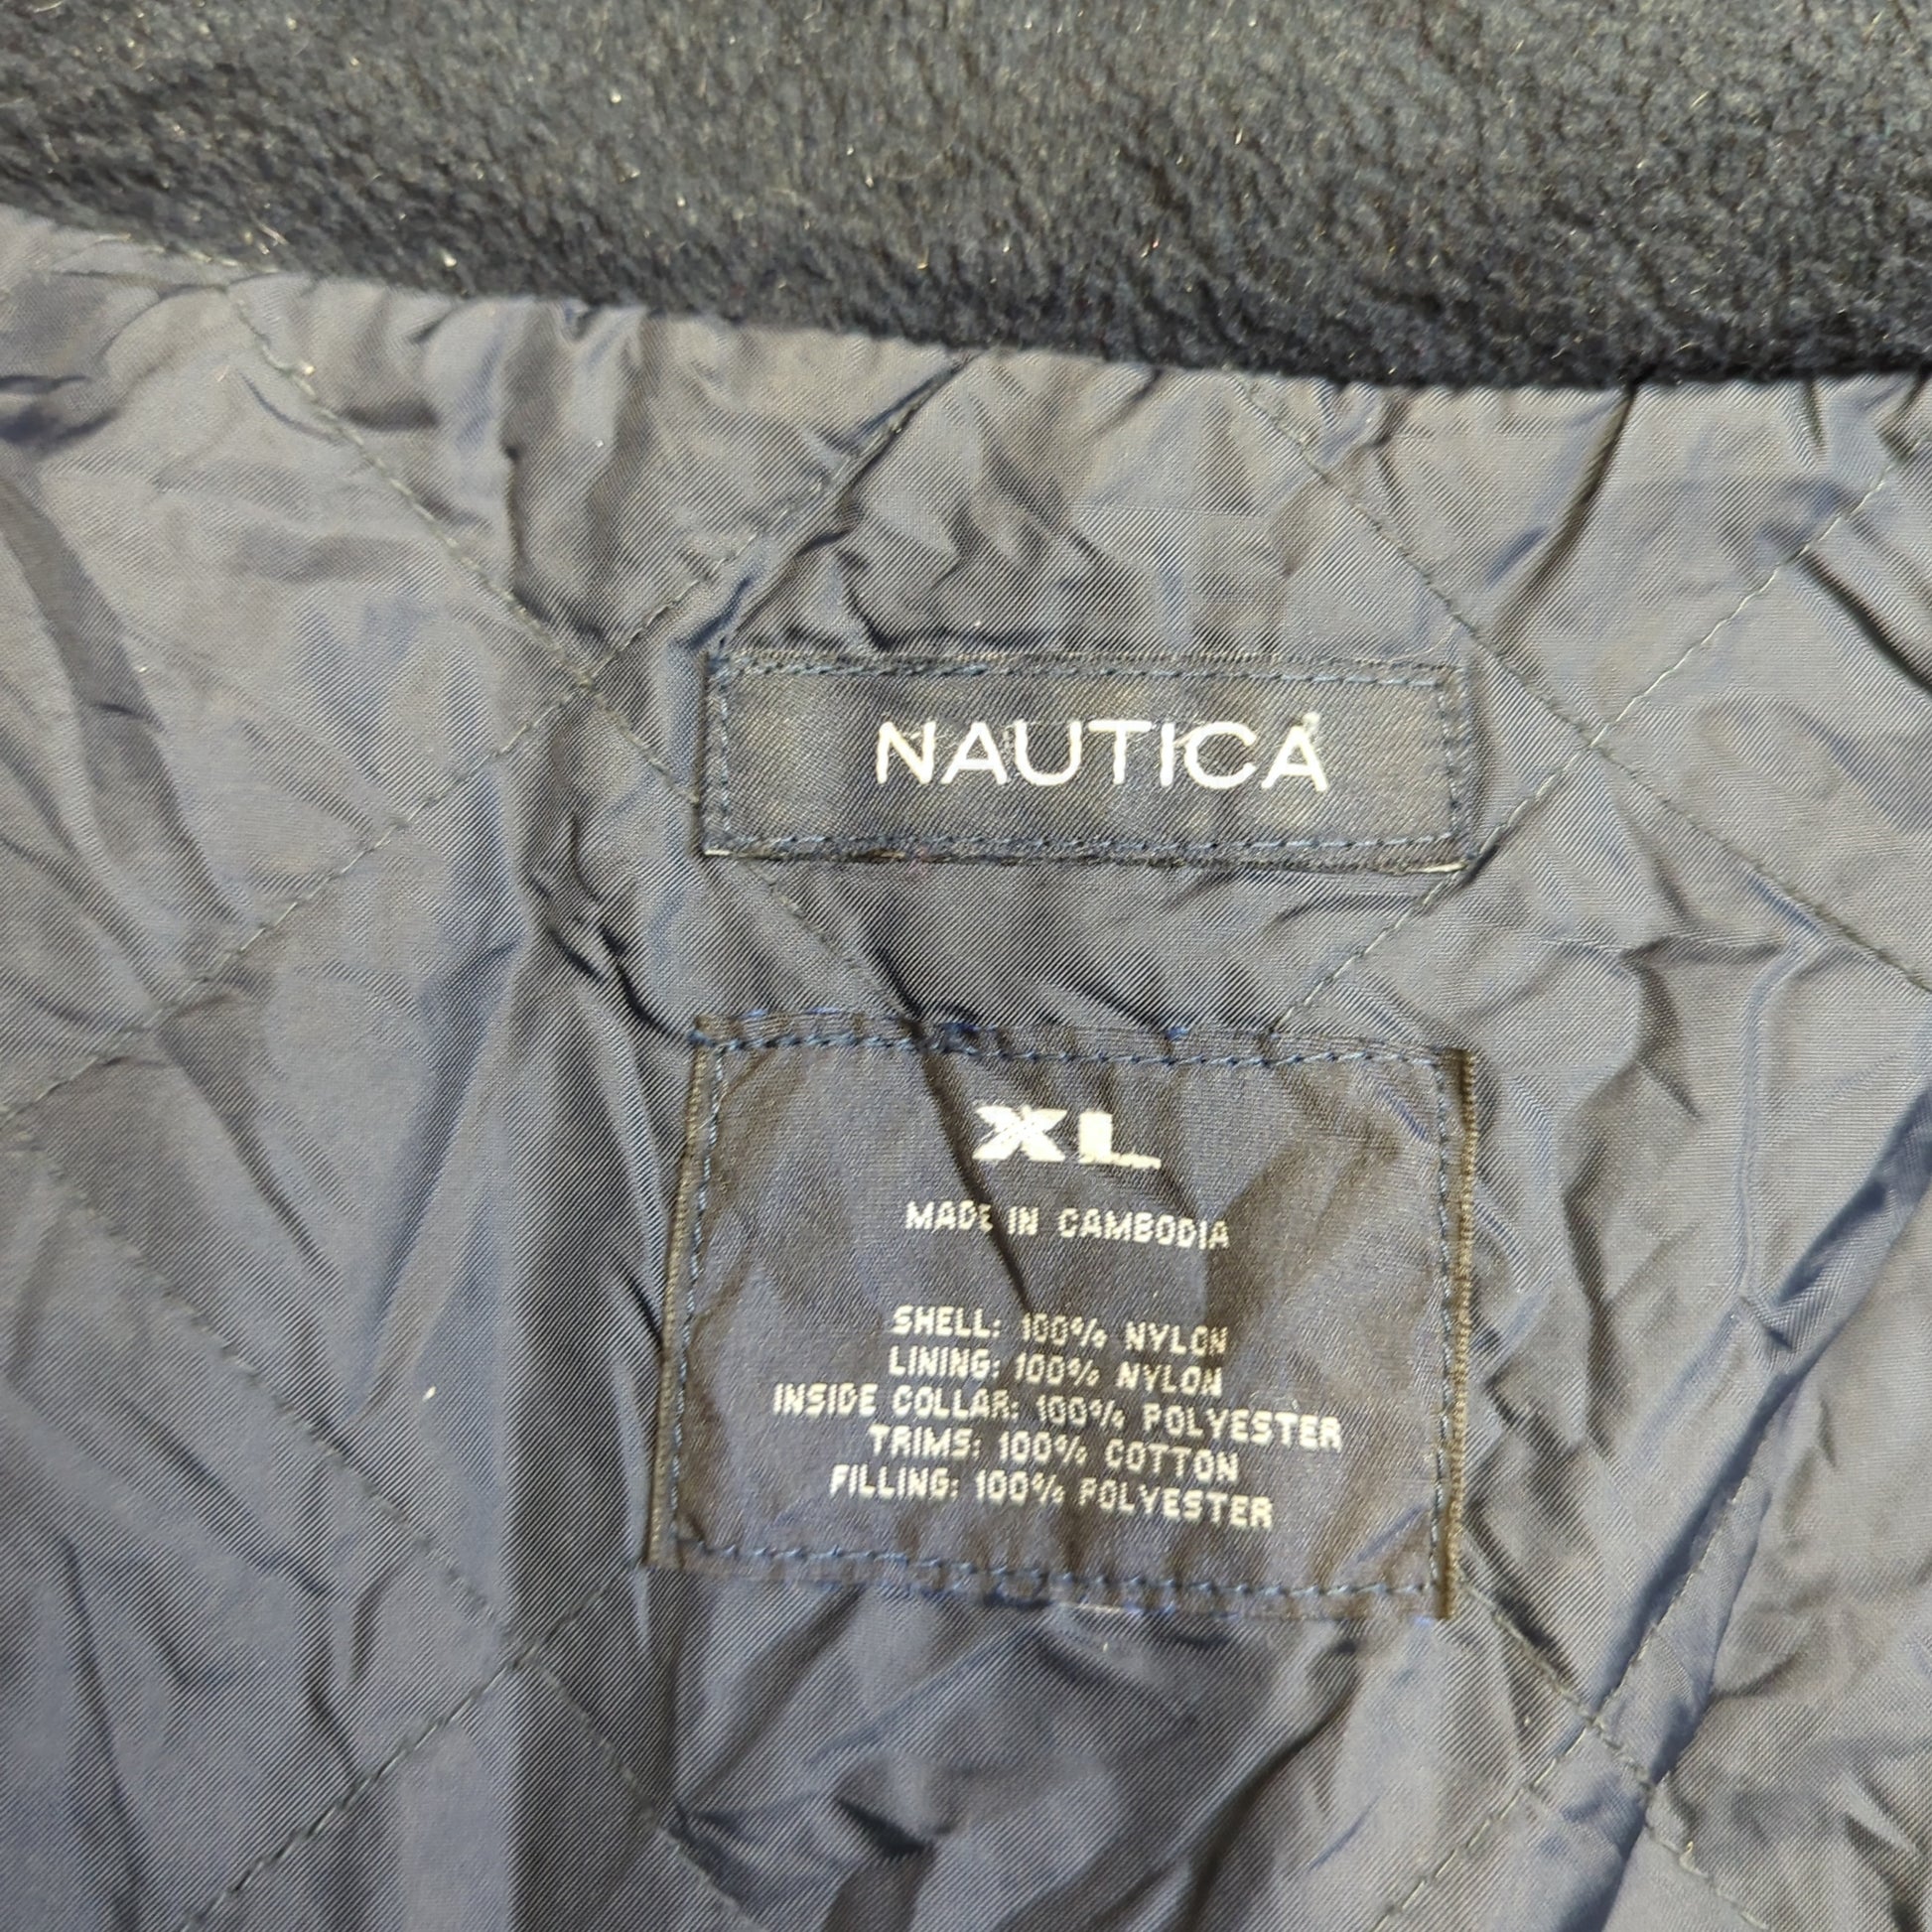 NAUTICA
XL
MADE IN CAMBODIA
SHELL: 100% NYLON
LINING: 100% NYLON
INSIDE COLLAR: 100% POLYESTER
TRIMS: 100% COTTON
FILLING: 100% POLYESTER